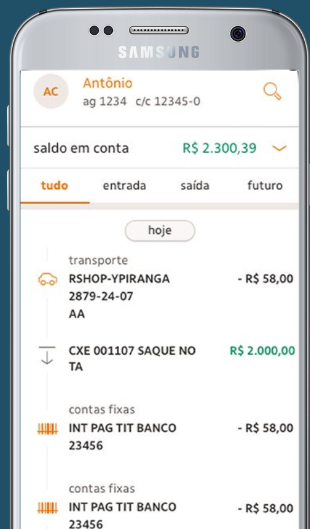 SAMSUNG
AC
Antônio
ag 1234 c/c 12345-0
saldo em conta R$ 2.300,39
tudo entrada saída futuro
hoje
transporte
RSHOP-YPIRANGA - R$ 58,00
2879-24-07
AA
CXE 001107 SAQUE NO R$ 2.000,00
TA
contas fixas
INT PAG TIT BANCO - R$ 58,00
23456
contas fixas
INT PAG TIT BANCO - R$ 58,00
23456